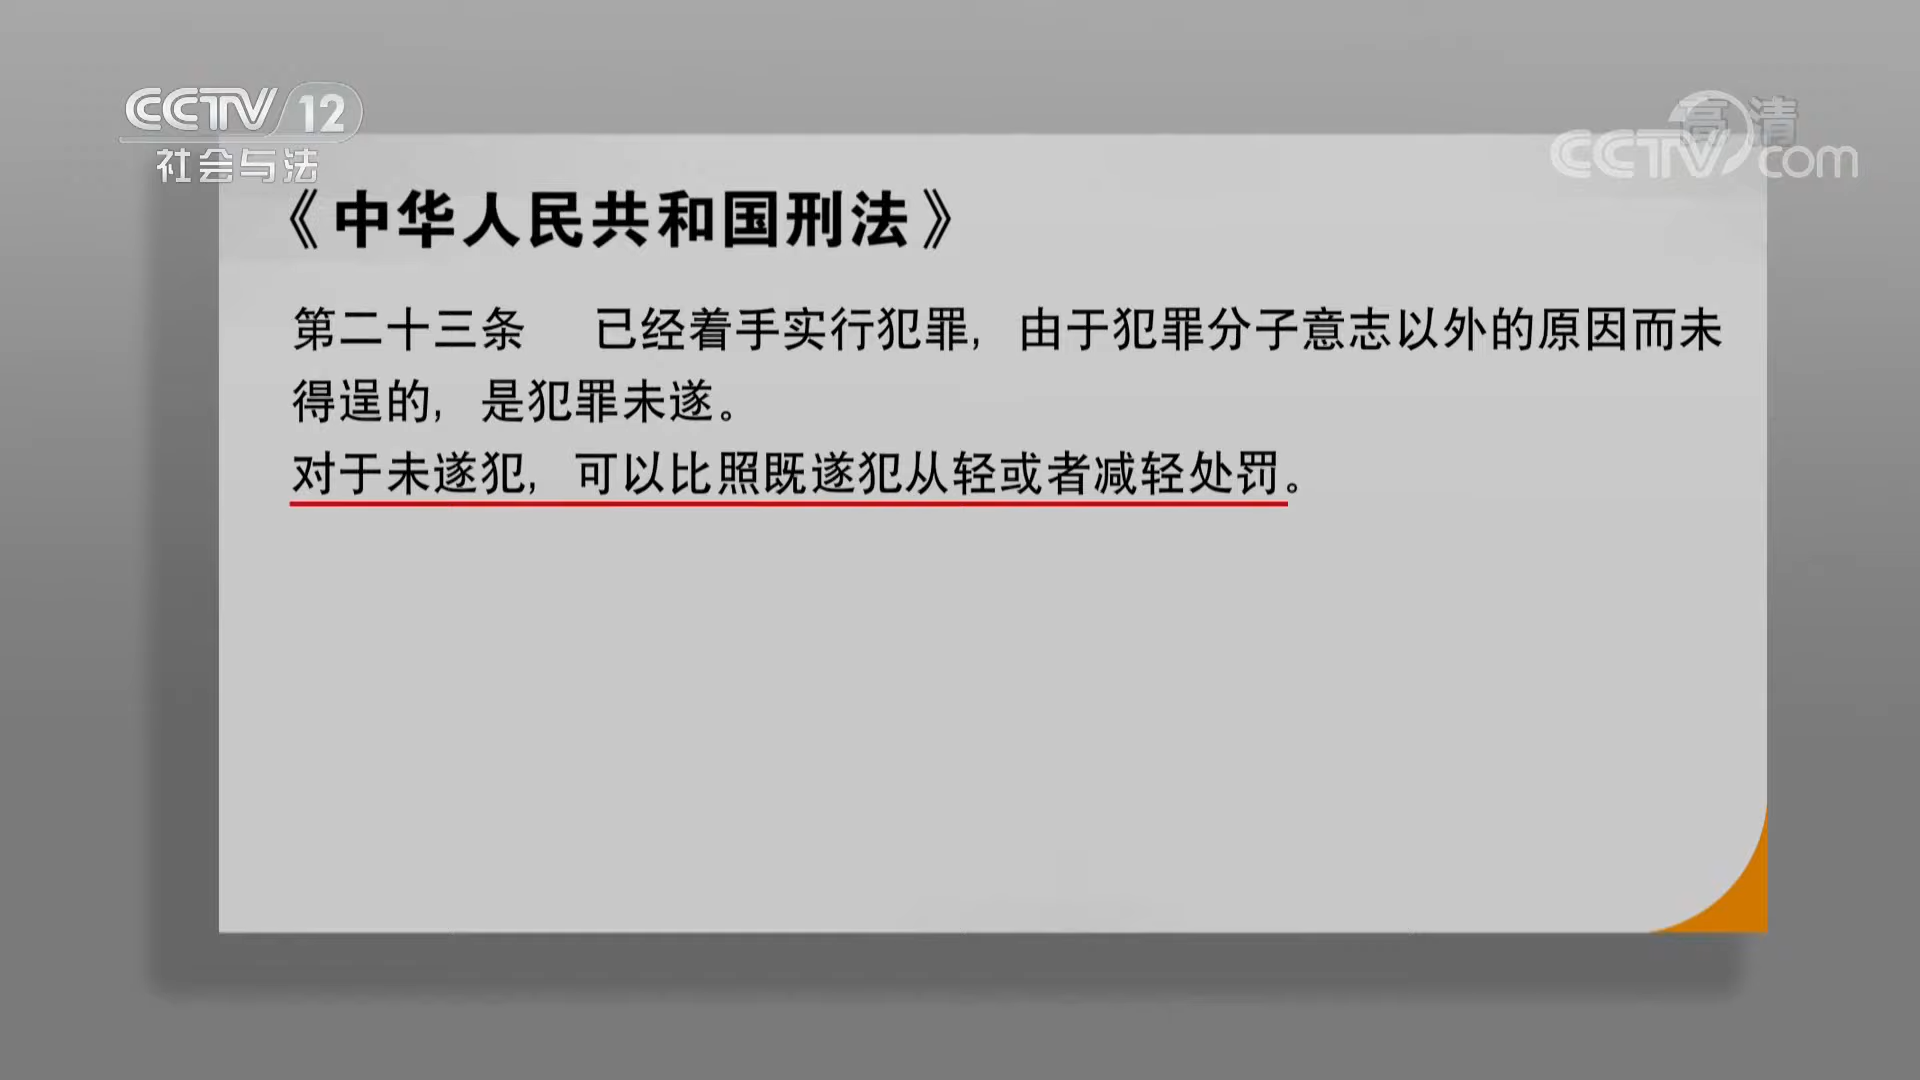 CCTV 12
社会与法
高清
CCTV com
《中华人民共和国刑法》
第二十三条 已经着手实行犯罪，由于犯罪分子意志以外的原因而未
得逞的，是犯罪未遂。
对于未遂犯，可以比照既遂犯从轻或者减轻处罚。